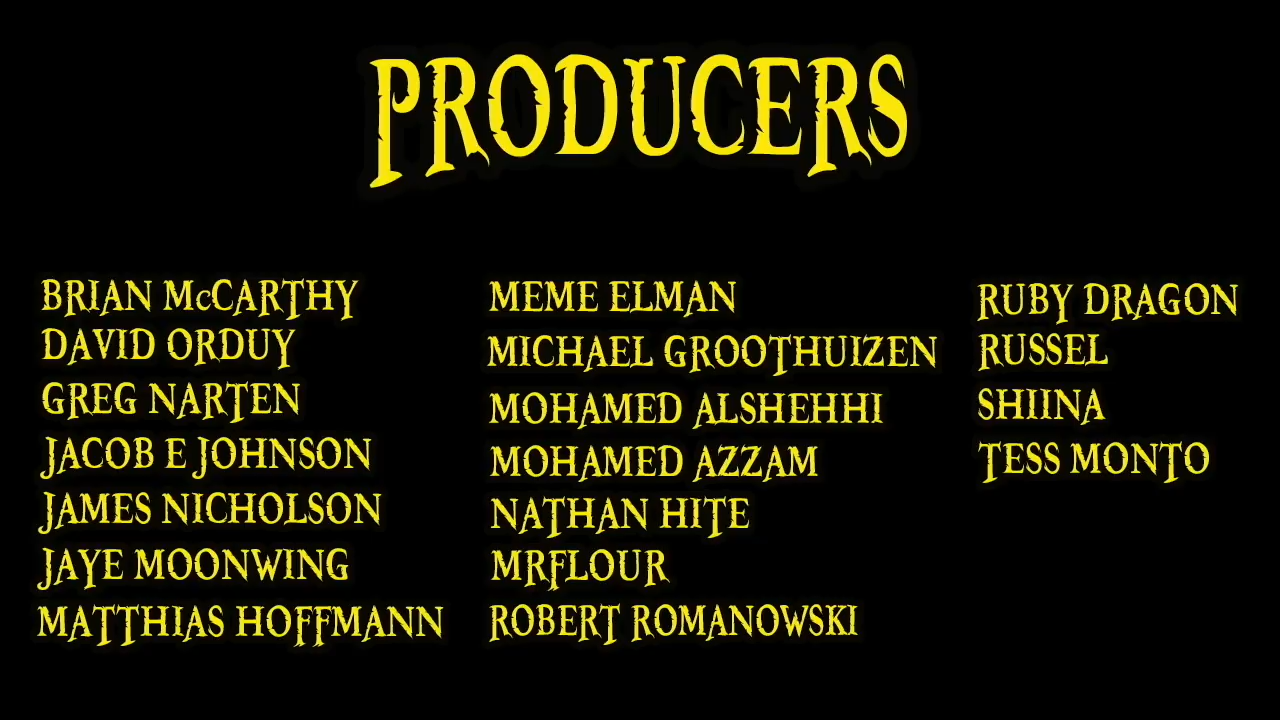 PRODUCERS
BRIAN McCARTHY
DAVID ORDUY
GREG NARTEN
JACOB E JOHNSON
JAMES NICHOLSON
JAYE MOONWING
MATTHIAS HOFFMANN
MEME ELMAN
MICHAEL GROOTHUIZEN
MOHAMED ALSHEHHI
MOHAMED AZZAM
NATHAN HITE
MRFLOUR
ROBERT ROMANOWSKI
RUBY DRAGON
RUSSEL
SHIINA
TESS MONTO